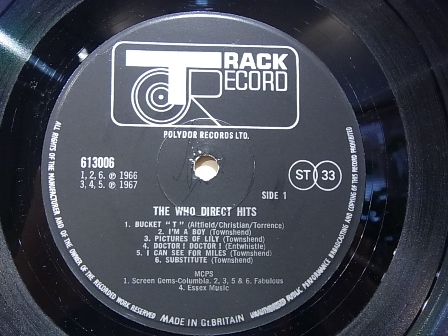 TRACK
RECORD
POLYDOR RECORDS LTD.
613006
1, 2, 6. ℗ 1966
3, 4, 5. ℗ 1967
SIDE 1
ST 33
THE WHO DIRECT HITS
1. BUCKET "T" (Altfield/Christian/Torrence)
2. I'M A BOY (Townshend)
3. PICTURES OF LILY (Townshend)
4. DOCTOR! DOCTOR! (Entwhistle)
5. I CAN SEE FOR MILES (Townshend)
6. SUBSTITUTE (Townshend)
MCPS
1. Screen Gems-Columbia, 2, 3, 5 & 6. Fabulous
4. Essex Music
ALL RIGHTS OF THE MANUFACTURER AND OF THE OWNER OF THE RECORDED WORK RESERVED
UNAUTHORISED PUBLIC PERFORMANCE BROADCASTING AND COPYING OF THIS RECORD PROHIBITED
MADE IN Gt. BRITAIN